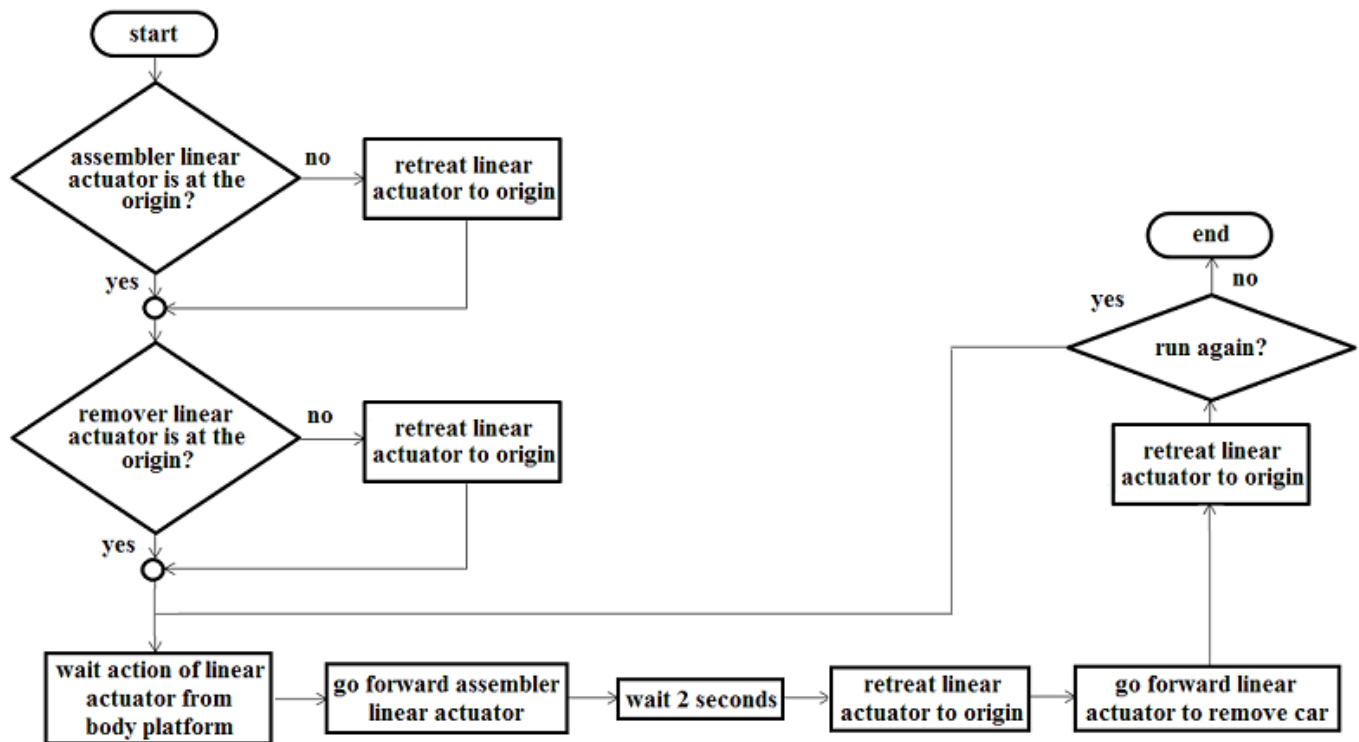 start
assembler linear
actuator is at the
origin?
no
retreat linear
actuator to origin
yes
remover linear
actuator is at the
origin?
no
retreat linear
actuator to origin
yes
wait action of linear
actuator from
body platform
go forward assembler
linear actuator
wait 2 seconds
retreat linear
actuator to origin
go forward linear
actuator to remove car
retreat linear
actuator to origin
run again?
yes
no
end